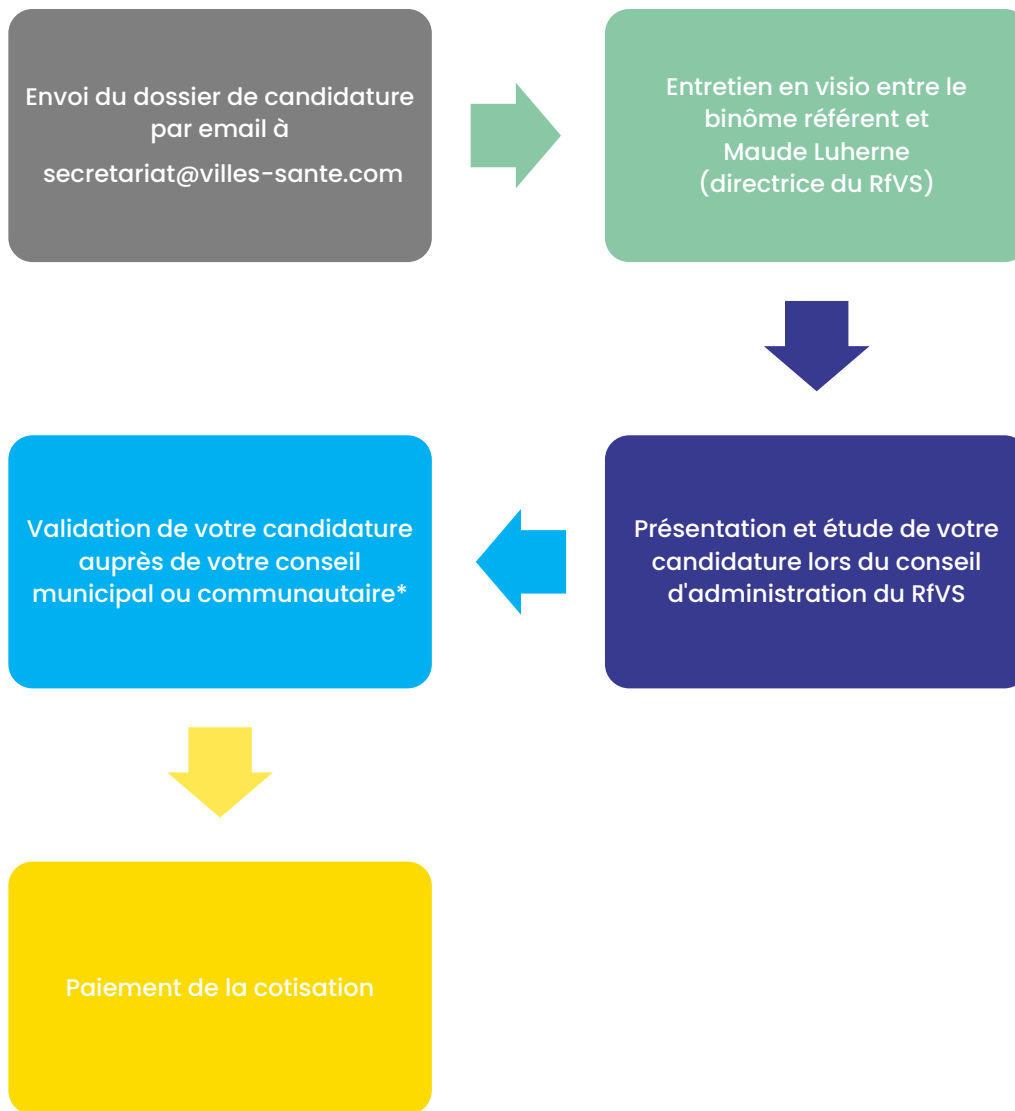 Envoi du dossier de candidature
par email à
secretariat@villes-sante.com
Entretien en visio entre le
binôme référent et
Maude Luherne
(directrice du RfVS)
Présentation et étude de votre
candidature lors du conseil
d'administration du RfVS
Validation de votre candidature
auprès de votre conseil
municipal ou communautaire*
Paiement de la cotisation